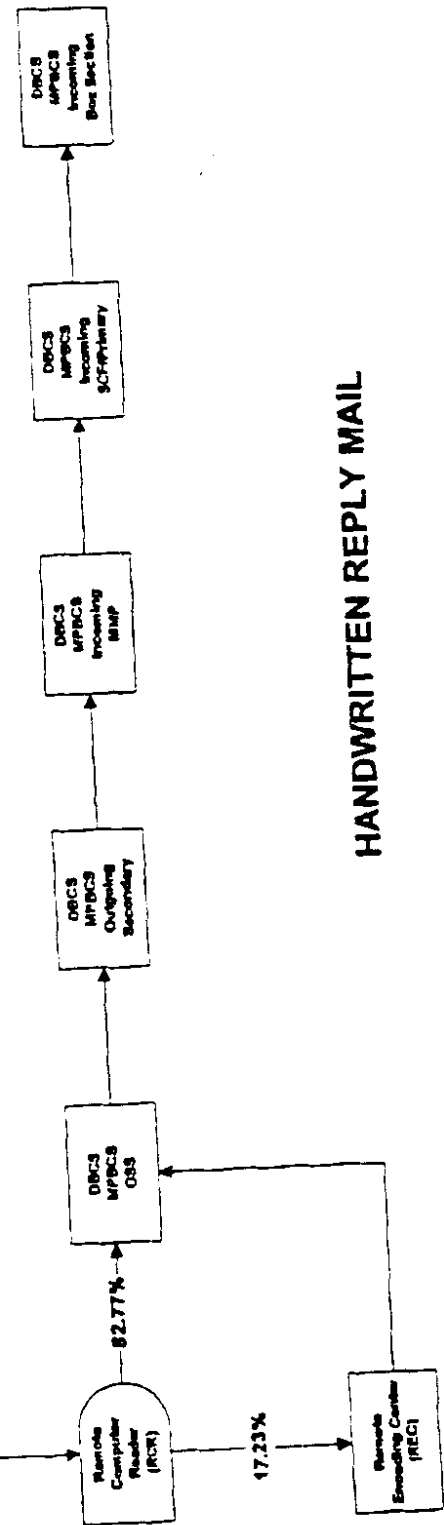 Remote
Computer
Reader
(RCR)
82.77%
17.23%
Remote
Encoding Center
(REC)
DBCS
MPBCS
OSS
DBCS
MPBCS
Outgoing
Secondary
DBCS
MPBCS
Incoming
MMP
DBCS
MPBCS
Incoming
SCF/Primary
DBCS
MPBCS
Incoming
Box Section
HANDWRITTEN REPLY MAIL